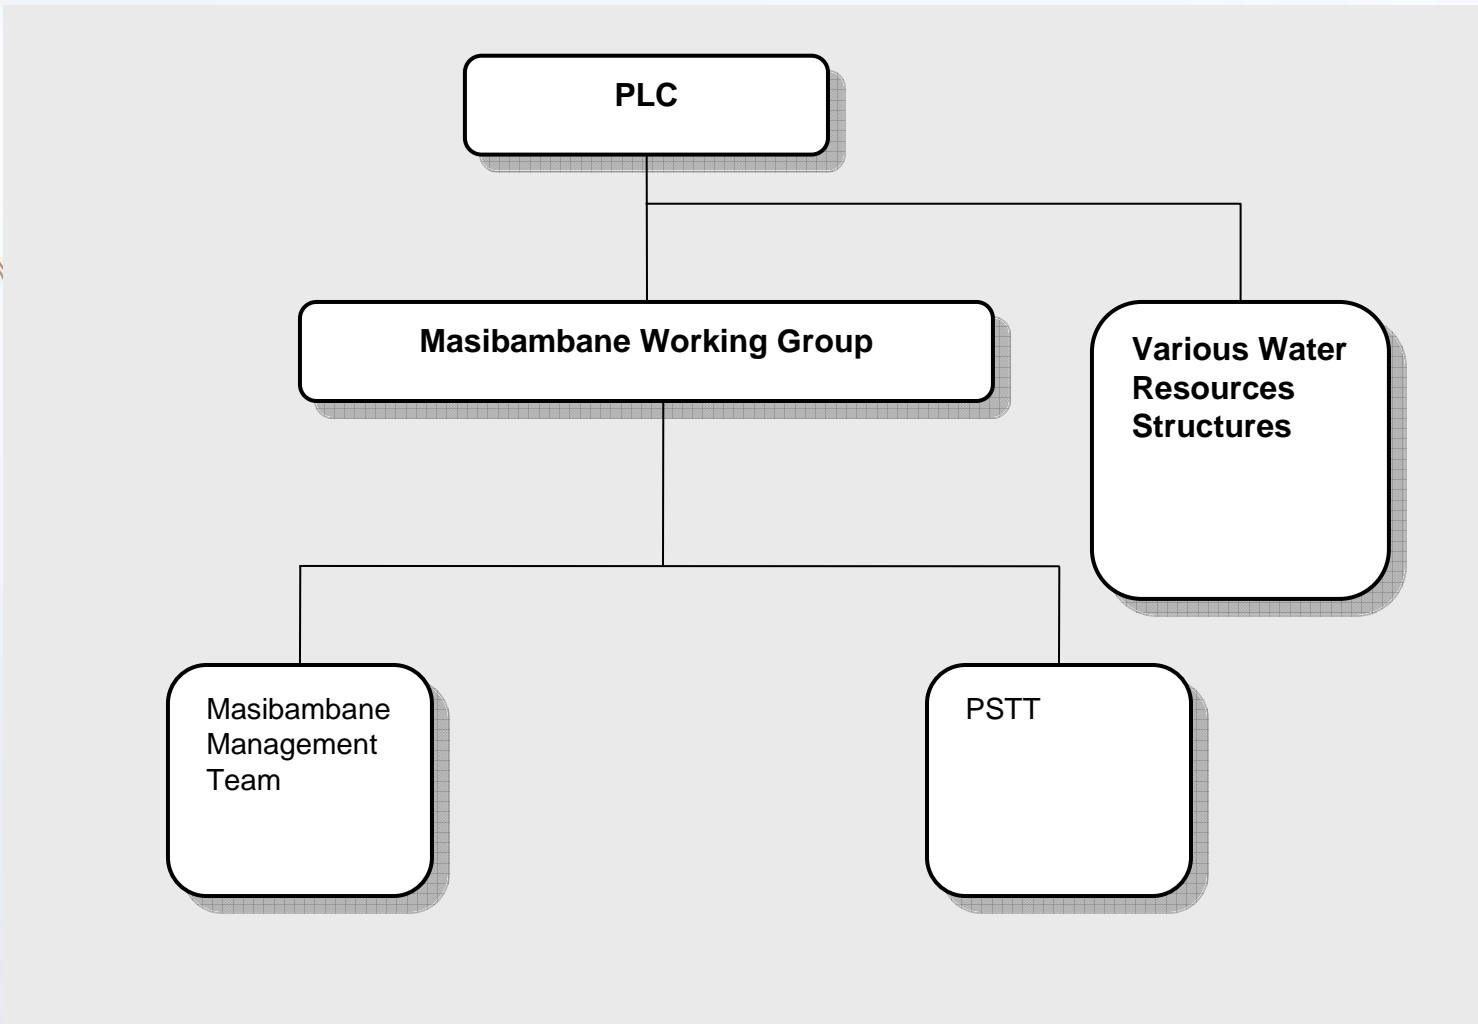 PLC
Masibambane Working Group
Various Water
Resources
Structures
Masibambane
Management
Team
PSTT